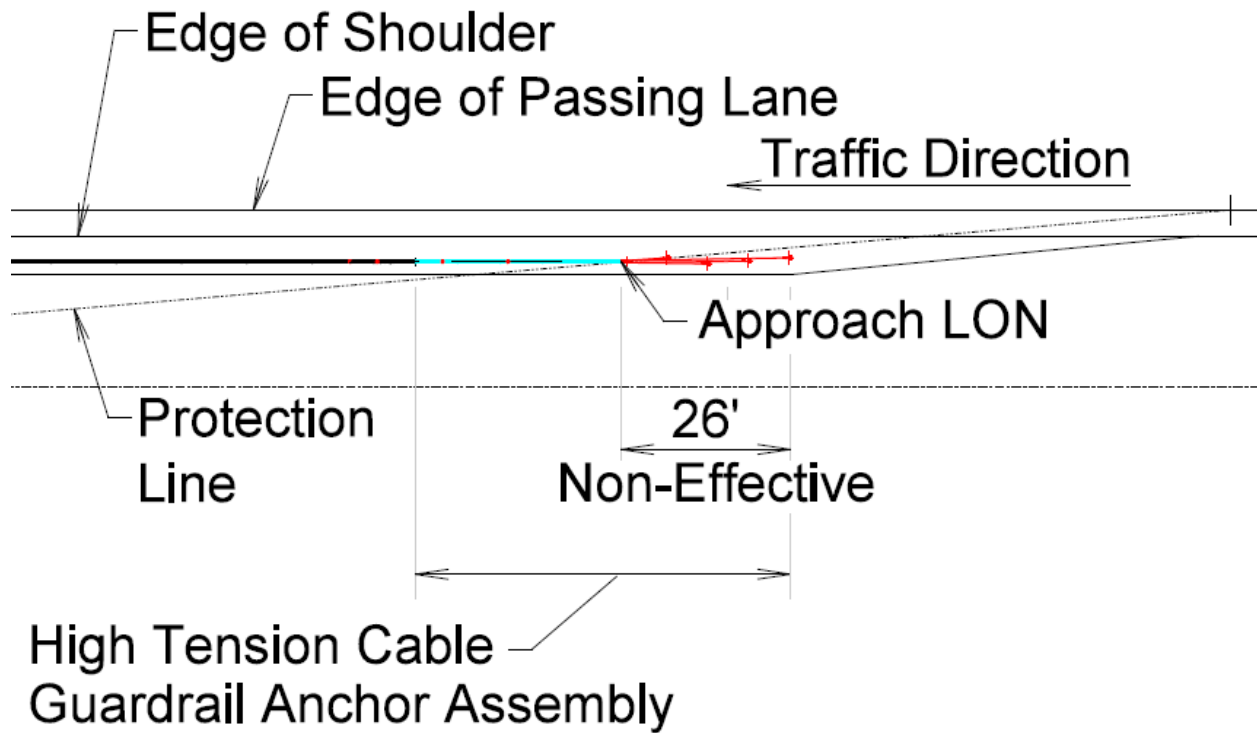 Edge of Shoulder
Edge of Passing Lane
Traffic Direction
Approach LON
Protection
Line
26'
Non-Effective
High Tension Cable
Guardrail Anchor Assembly